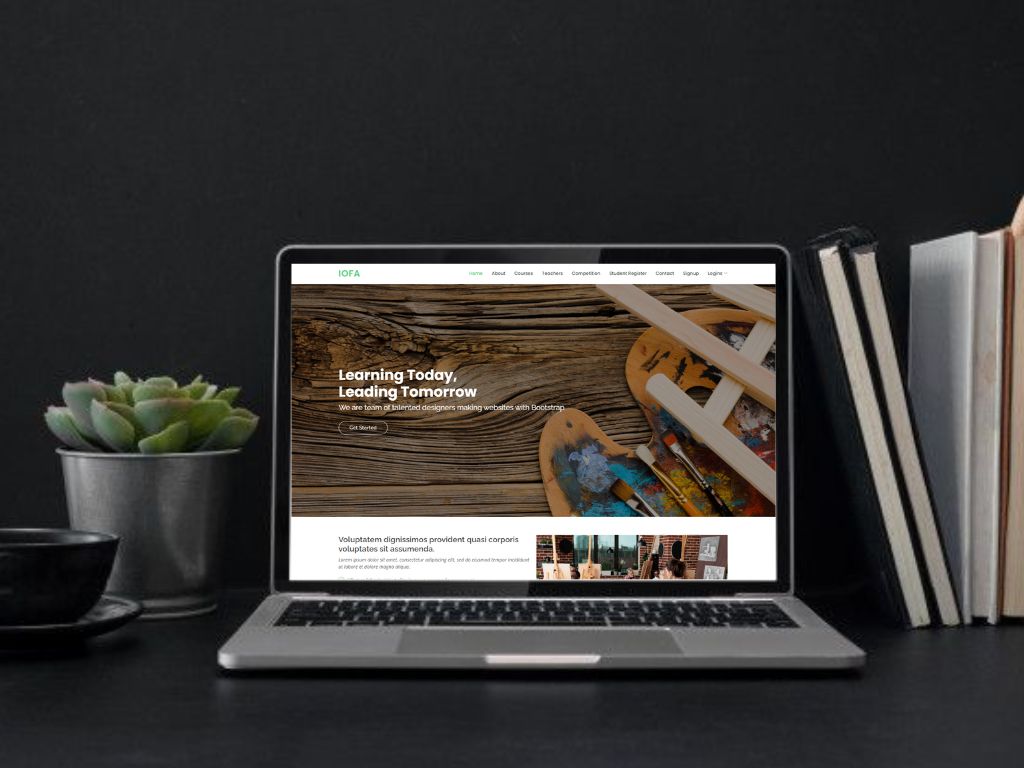 IOFA
Home About Courses Teachers Competition Student Register Contact Signup Logins
Learning Today,
Leading Tomorrow
We are team of talented designers making websites with Bootstrap
Get Started
Voluptatem dignissimos provident quasi corporis
voluptates sit assumenda.
Lorem ipsum dolor sit amet, consectetur adipiscing elit, sed do eiusmod tempor incididunt
ut labore et dolore magna aliqua.